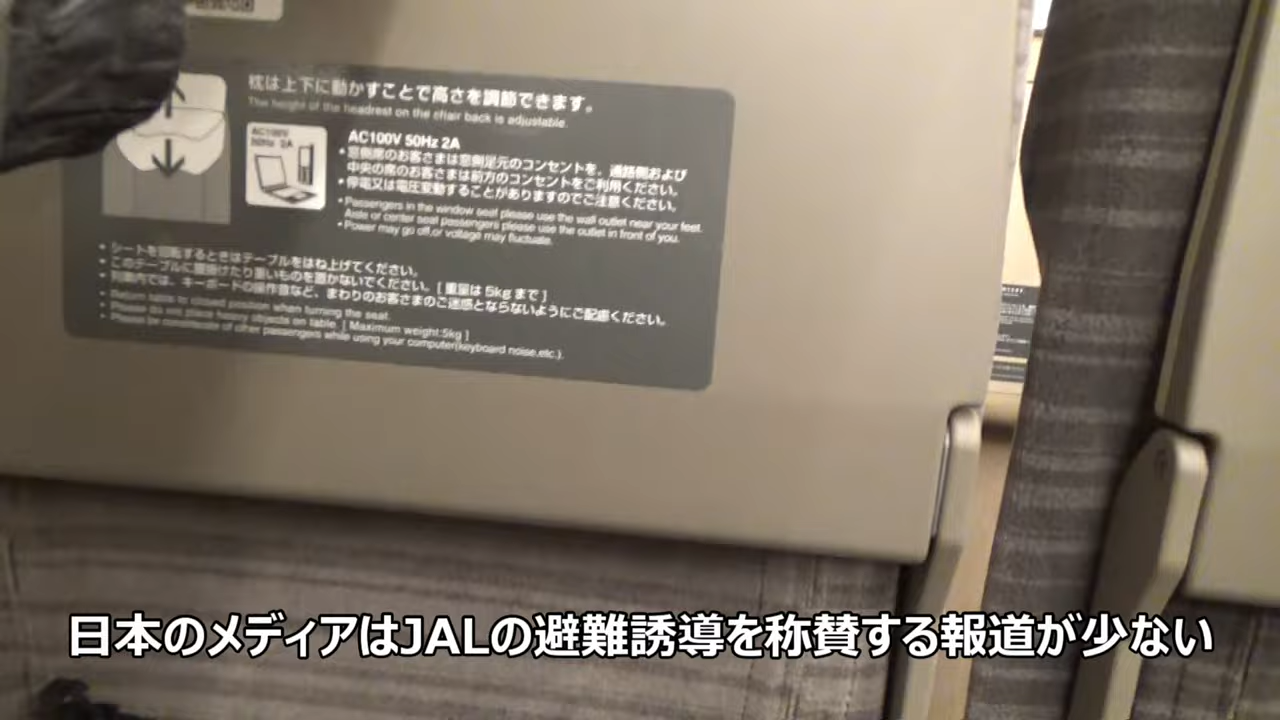 枕は上下に動かすことで高さを調節できます。
The height of the headrest on the chair back is adjustable.
AC100V
50Hz 2A
AC100V 50Hz 2A
・窓側席のお客さまは窓側足元のコンセントを、通路側および
中央の席のお客さまは前方のコンセントをご利用ください。
・停電又は電圧変動することがありますのでご注意ください。
・Passengers in the window seat please use the wall outlet near your feet.
Aisle or center seat passengers please use the outlet in front of you.
・Power may go off,or voltage may fluctuate.
・シートを回転するときはテーブルをはね上げてください。
・このテーブルに腰掛けたり重いものを置かないでください。[ 重量は 5kg まで ]
・列車内では、キーボードの操作音など、まわりのお客さまのご迷惑とならないようにご配慮ください。
・Return table to closed position when turning the seat.
・Please do not place heavy objects on table. [ Maximum weight:5kg ]
・Please be considerate of other passengers while using your computer(keyboard noise,etc.).
日本のメディアはJALの避難誘導を称賛する報道が少ない